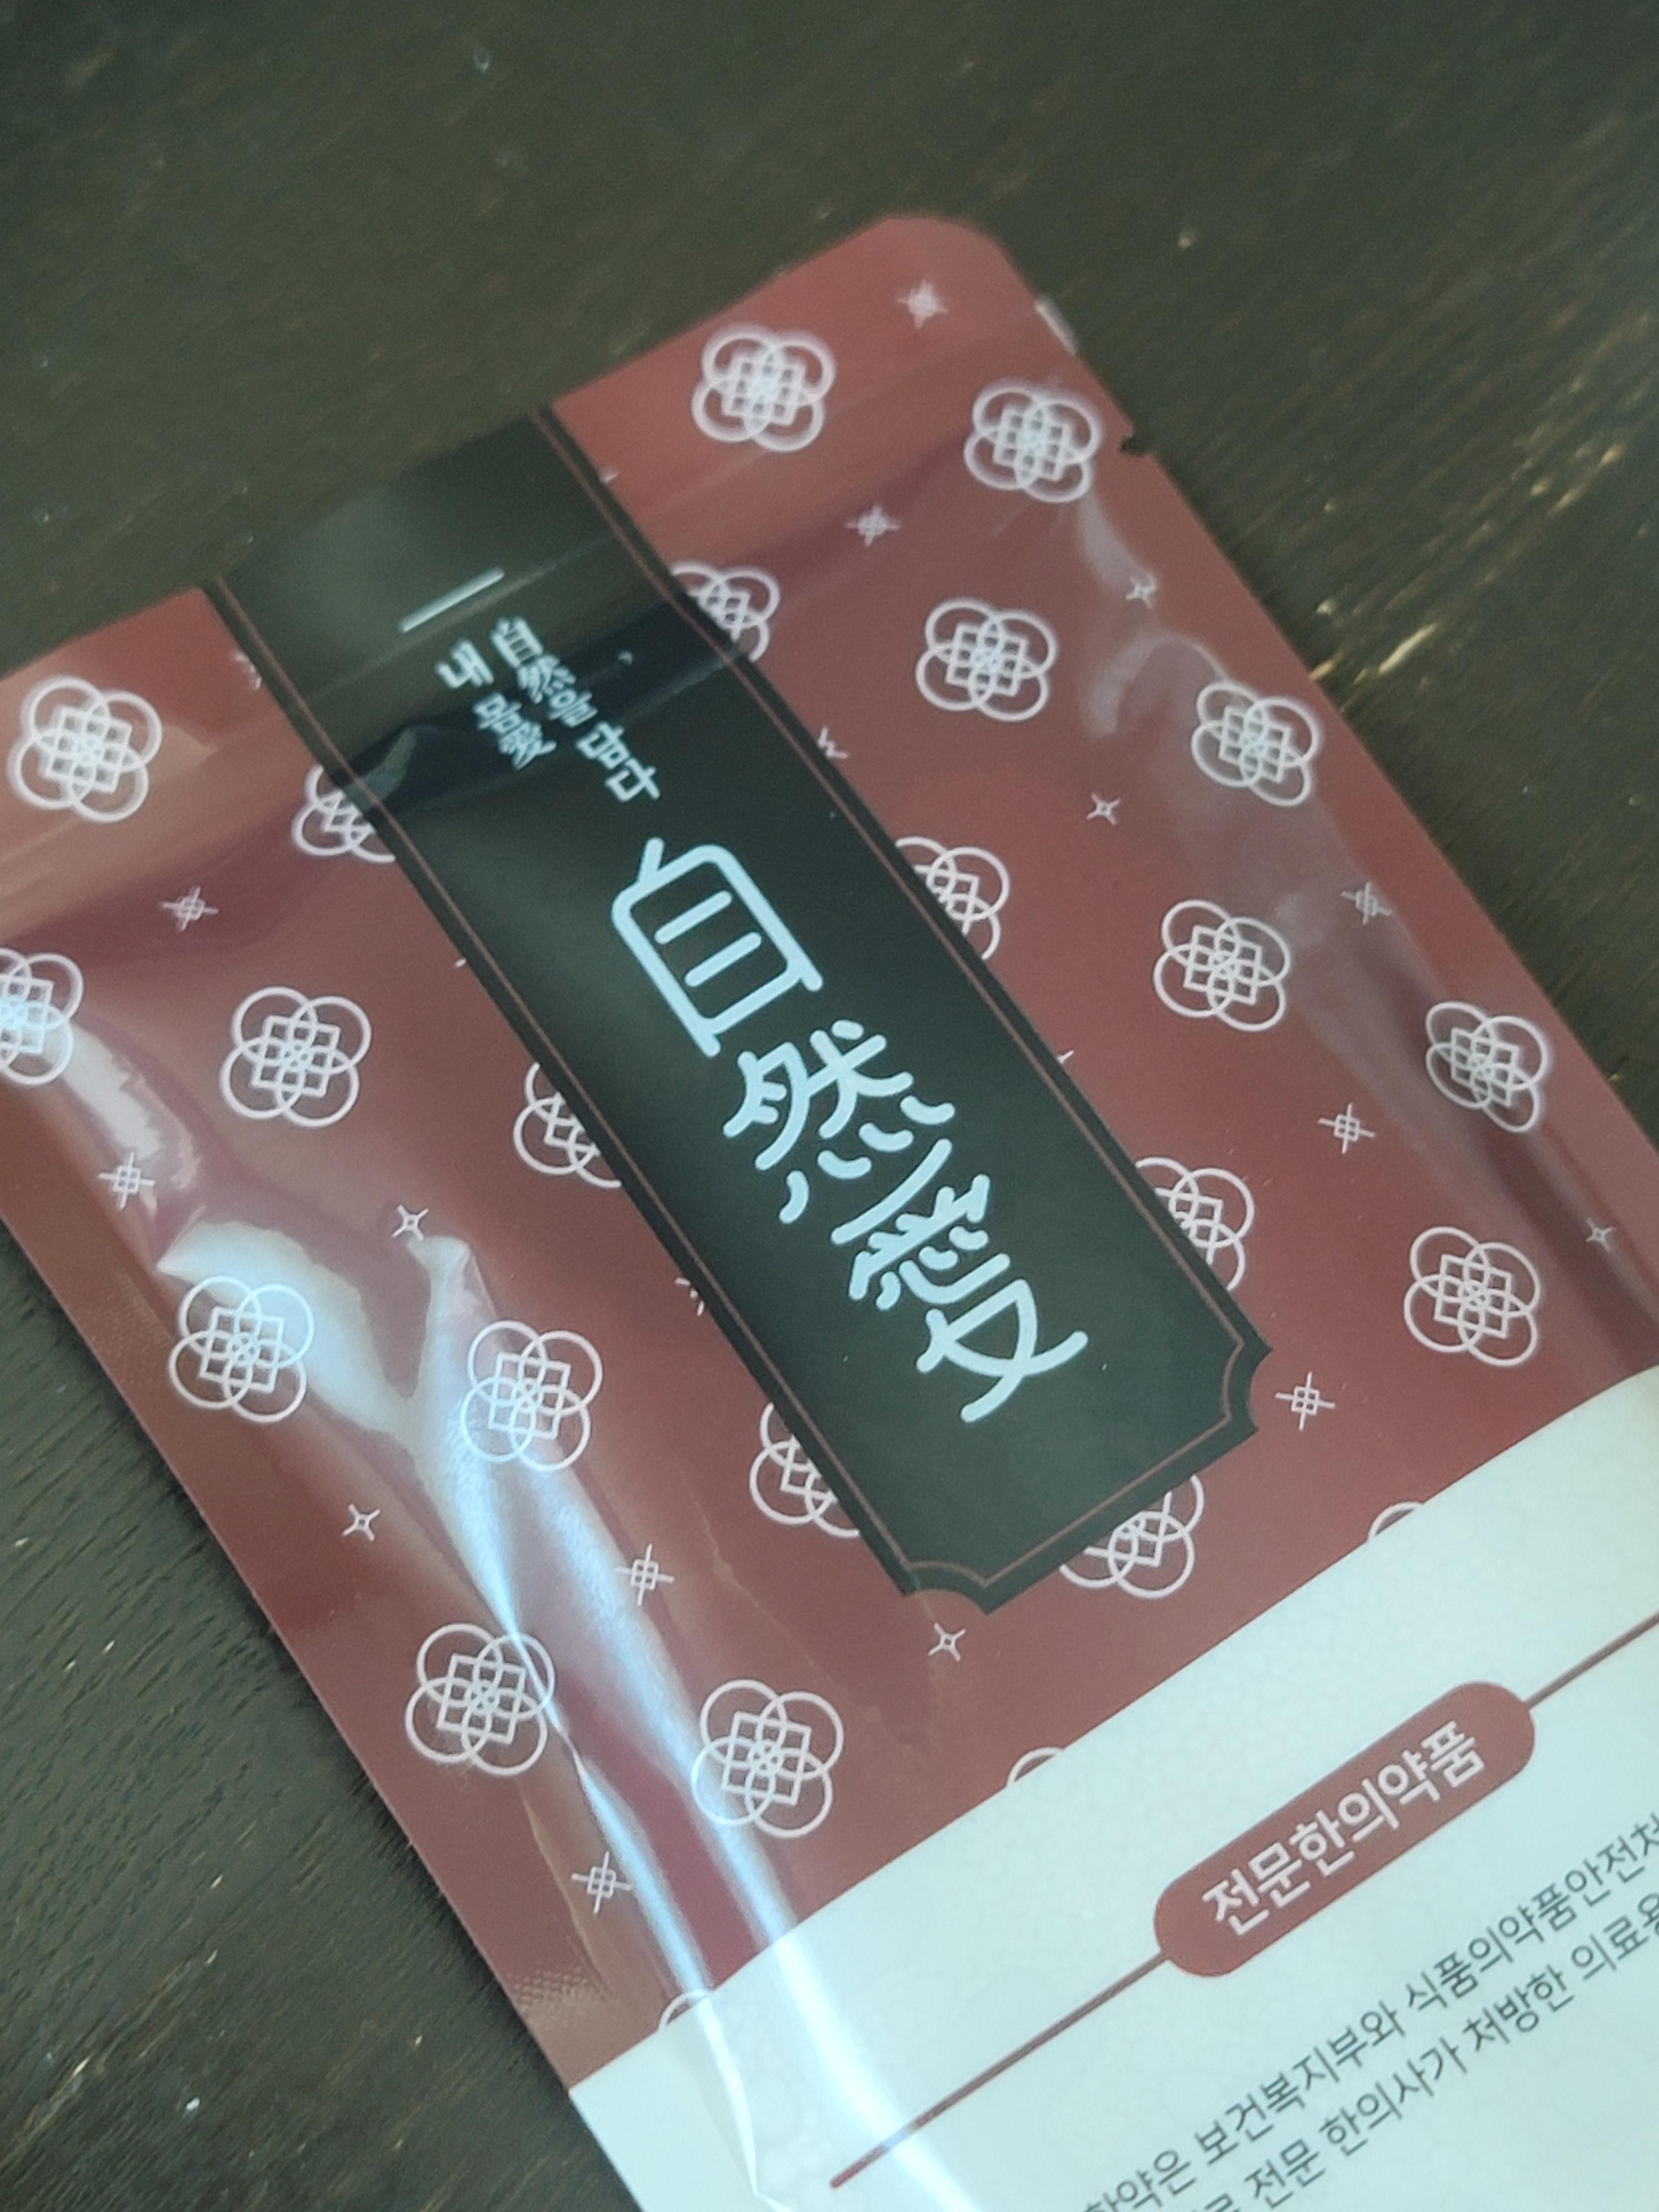 自然을 담다
내 몸愛
自然愛
전문한의약품
한약은 보건복지부와 식품의약품안전처
전문 한의사가 처방한 의료용